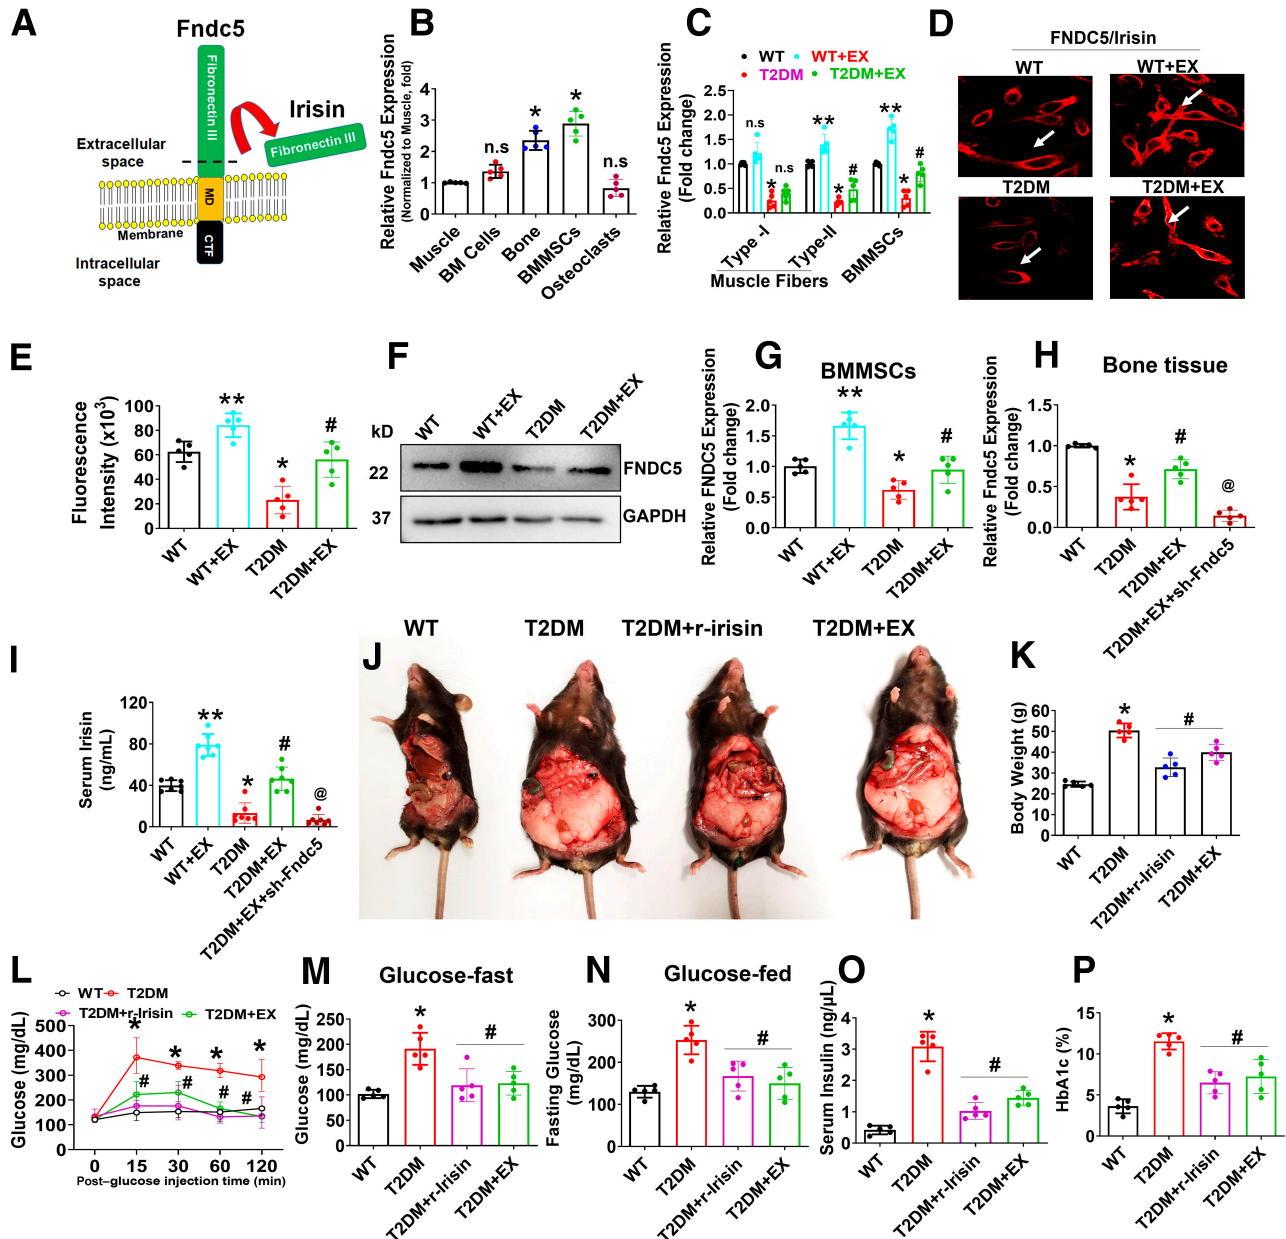 A
Fndc5
Fibronectin III
Irisin
Fibronectin III
Extracellular
space
MD
Membrane
CTF
Intracellular
space
B
Relative Fndc5 Expression
(Normalized to Muscle, fold)
4
3
2
1
0
n.s
*
*
n.s
Muscle
BM Cells
Bone
BMMSCs
Osteoclasts
C
WT
WT+EX
T2DM
T2DM+EX
Relative Fndc5 Expression
(Fold change)
2.5
2.0
1.5
1.0
0.5
0.0
n.s
*
n.s
**
*
#
**
*
#
Type-I
Type-II
BMMSCs
Muscle Fibers
D
FNDC5/Irisin
WT
WT+EX
T2DM
T2DM+EX
E
Fluorescence
Intensity (x10³)
100
80
60
40
20
0
**
*
#
WT
WT+EX
T2DM
T2DM+EX
F
WT
WT+EX
T2DM
T2DM+EX
kD
22
FNDC5
37
GAPDH
G
BMMSCs
Relative FNDC5 Expression
(Fold change)
2.0
1.5
1.0
0.5
0.0
**
*
#
WT
WT+EX
T2DM
T2DM+EX
H
Bone tissue
Relative Fndc5 Expression
(Fold change)
1.5
1.0
0.5
0.0
*
#
@
WT
T2DM
T2DM+EX
T2DM+EX+sh-Fndc5
I
Serum Irisin
(ng/mL)
120
80
40
0
**
*
#
@
WT
WT+EX
T2DM
T2DM+EX
T2DM+EX+sh-Fndc5
J
WT
T2DM
T2DM+r-irisin
T2DM+EX
K
Body Weight (g)
60
50
40
30
20
10
0
*
#
WT
T2DM
T2DM+r-Irisin
T2DM+EX
L
WT
T2DM
T2DM+r-Irisin
T2DM+EX
Glucose (mg/dL)
500
400
300
200
100
0
*
*
*
*
#
#
#
#
0
15
30
60
120
Post–glucose injection time (min)
M
Glucose-fast
Glucose (mg/dL)
250
200
150
100
50
0
*
#
WT
T2DM
T2DM+r-Irisin
T2DM+EX
N
Glucose-fed
Fasting Glucose
(mg/dL)
300
200
100
0
*
#
WT
T2DM
T2DM+r-Irisin
T2DM+EX
O
Serum Insulin (ng/µL)
4
3
2
1
0
*
#
WT
T2DM
T2DM+r-Irisin
T2DM+EX
P
HbA1c (%)
15
10
5
0
*
#
WT
T2DM
T2DM+r-Irisin
T2DM+EX